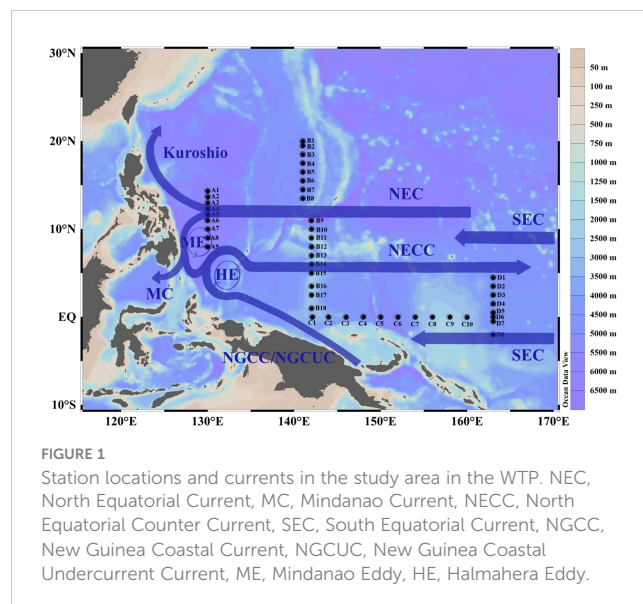 30°N
20°N
10°N
EQ
10°S
120°E
130°E
140°E
150°E
160°E
170°E
Kuroshio
NEC
SEC
NECC
ME
HE
MC
NGCC/NGCUC
SEC
A1
A2
A3
A4
A5
A6
A7
A8
A9
B1
B2
B3
B4
B5
B6
B7
B8
B9
B10
B11
B12
B13
B14
B15
B16
B17
B18
C1 C2 C3 C4 C5 C6 C7 C8 C9 C10
D1
D2
D3
D4
D5
D6
D7
D8
Ocean Data View
50 m
100 m
250 m
500 m
750 m
1000 m
1250 m
1500 m
2000 m
2500 m
3000 m
3500 m
4000 m
4500 m
5000 m
5500 m
6000 m
6500 m
FIGURE 1
Station locations and currents in the study area in the WTP. NEC,
North Equatorial Current, MC, Mindanao Current, NECC, North
Equatorial Counter Current, SEC, South Equatorial Current, NGCC,
New Guinea Coastal Current, NGCUC, New Guinea Coastal
Undercurrent Current, ME, Mindanao Eddy, HE, Halmahera Eddy.